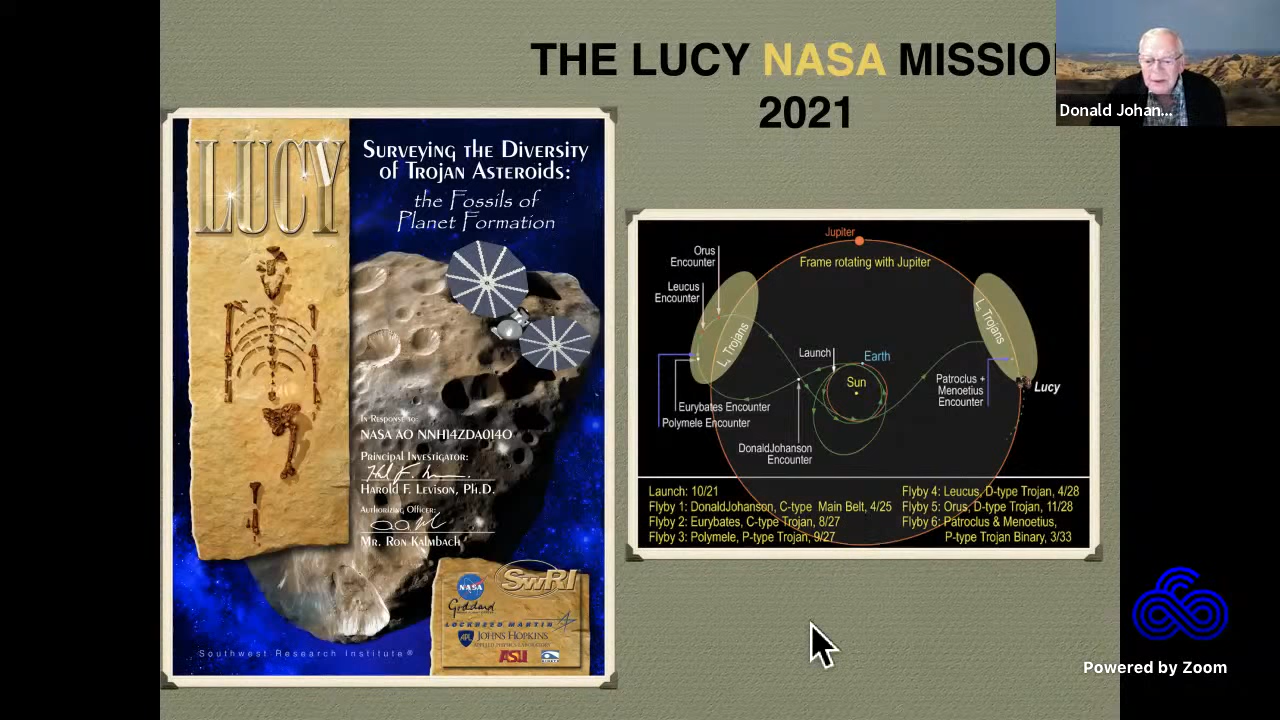 THE LUCY NASA MISSIO
2021
Donald Johan...
LUCY
Surveying the Diversity
of Trojan Asteroids:
the Fossils of
Planet Formation
In Response to:
NASA AO NNH14ZDA014O
Principal Investigator:
Harold F. Levison, Ph.D.
Authorizing Officer:
Mr. Ron Kalmbach
NASA
SwRI
Goddard
LOCKHEED MARTIN
APL JOHNS HOPKINS
APPLIED PHYSICS LABORATORY
ASU
Southwest Research Institute®
Jupiter
Frame rotating with Jupiter
Orus
Encounter
Leucus
Encounter
L4 Trojans
L5 Trojans
Launch
Earth
Sun
Patroclus +
Menoetius
Encounter
Lucy
Eurybates Encounter
Polymele Encounter
DonaldJohanson
Encounter
Launch: 10/21
Flyby 1: DonaldJohanson, C-type Main Belt, 4/25
Flyby 2: Eurybates, C-type Trojan, 8/27
Flyby 3: Polymele, P-type Trojan, 9/27
Flyby 4: Leucus, D-type Trojan, 4/28
Flyby 5: Orus, D-type Trojan, 11/28
Flyby 6: Patroclus & Menoetius,
P-type Trojan Binary, 3/33
Powered by Zoom